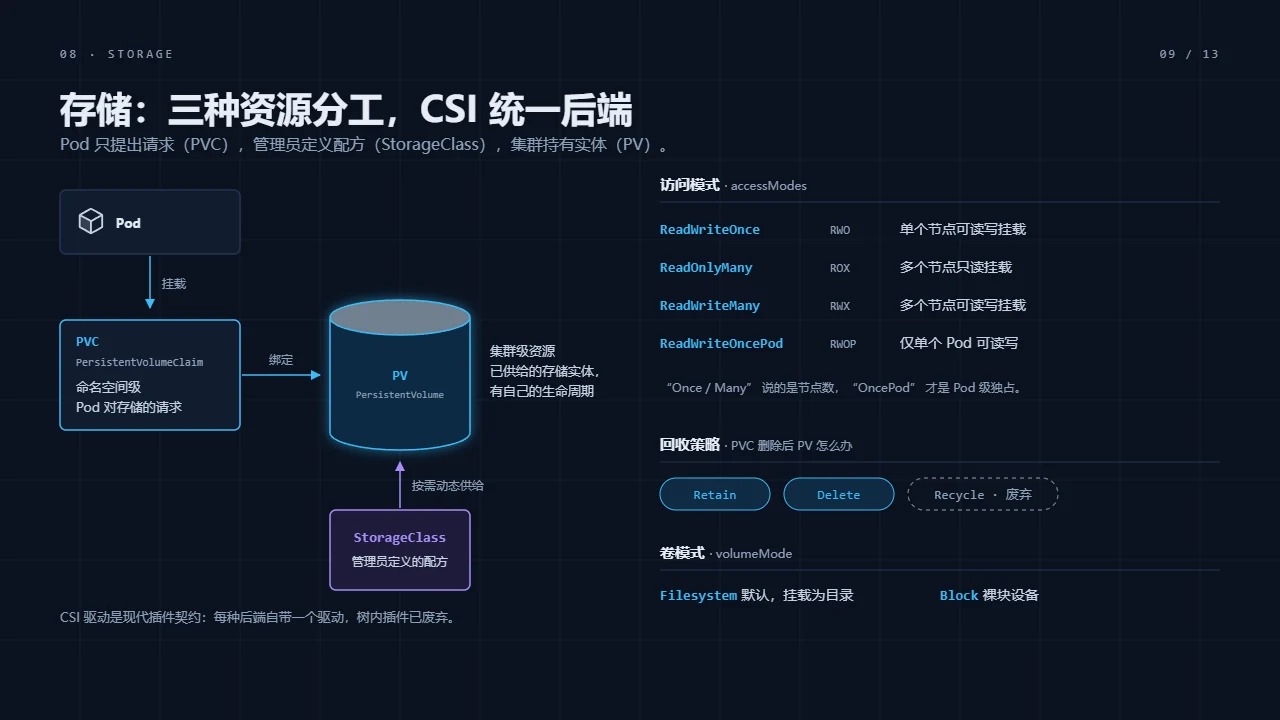 08 · STORAGE
09 / 13
存储：三种资源分工，CSI 统一后端
Pod 只提出请求（PVC），管理员定义配方（StorageClass），集群持有实体（PV）。
Pod
挂载
PVC
PersistentVolumeClaim
命名空间级
Pod 对存储的请求
绑定
PV
PersistentVolume
集群级资源
已供给的存储实体，
有自己的生命周期
按需动态供给
StorageClass
管理员定义的配方
CSI 驱动是现代插件契约：每种后端自带一个驱动，树内插件已废弃。
访问模式 · accessModes
ReadWriteOnce RWO 单个节点可读写挂载
ReadOnlyMany ROX 多个节点只读挂载
ReadWriteMany RWX 多个节点可读写挂载
ReadWriteOncePod RWOP 仅单个 Pod 可读写
“Once / Many” 说的是节点数，“OncePod” 才是 Pod 级独占。
回收策略 · PVC 删除后 PV 怎么办
Retain Delete Recycle · 废弃
卷模式 · volumeMode
Filesystem 默认，挂载为目录 Block 裸块设备